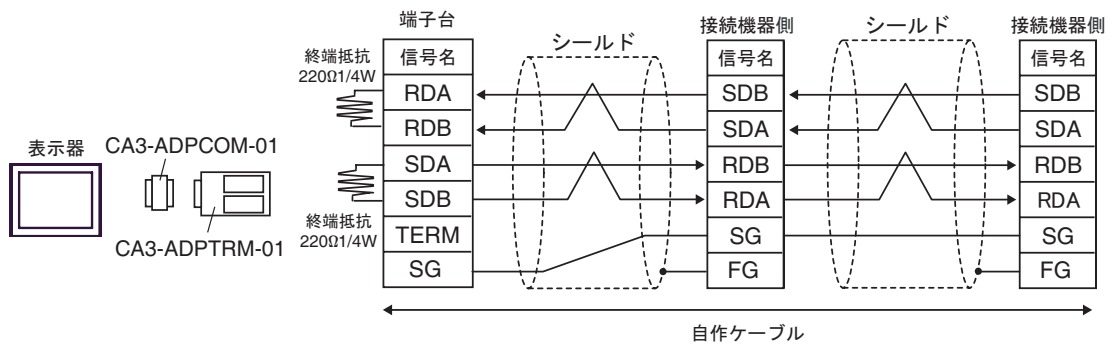 表示器
CA3-ADPCOM-01
CA3-ADPTRM-01
終端抵抗
220Ω1/4W
終端抵抗
220Ω1/4W
端子台
信号名
RDA
RDB
SDA
SDB
TERM
SG
シールド
接続機器側
信号名
SDB
SDA
RDB
RDA
SG
FG
シールド
接続機器側
信号名
SDB
SDA
RDB
RDA
SG
FG
自作ケーブル